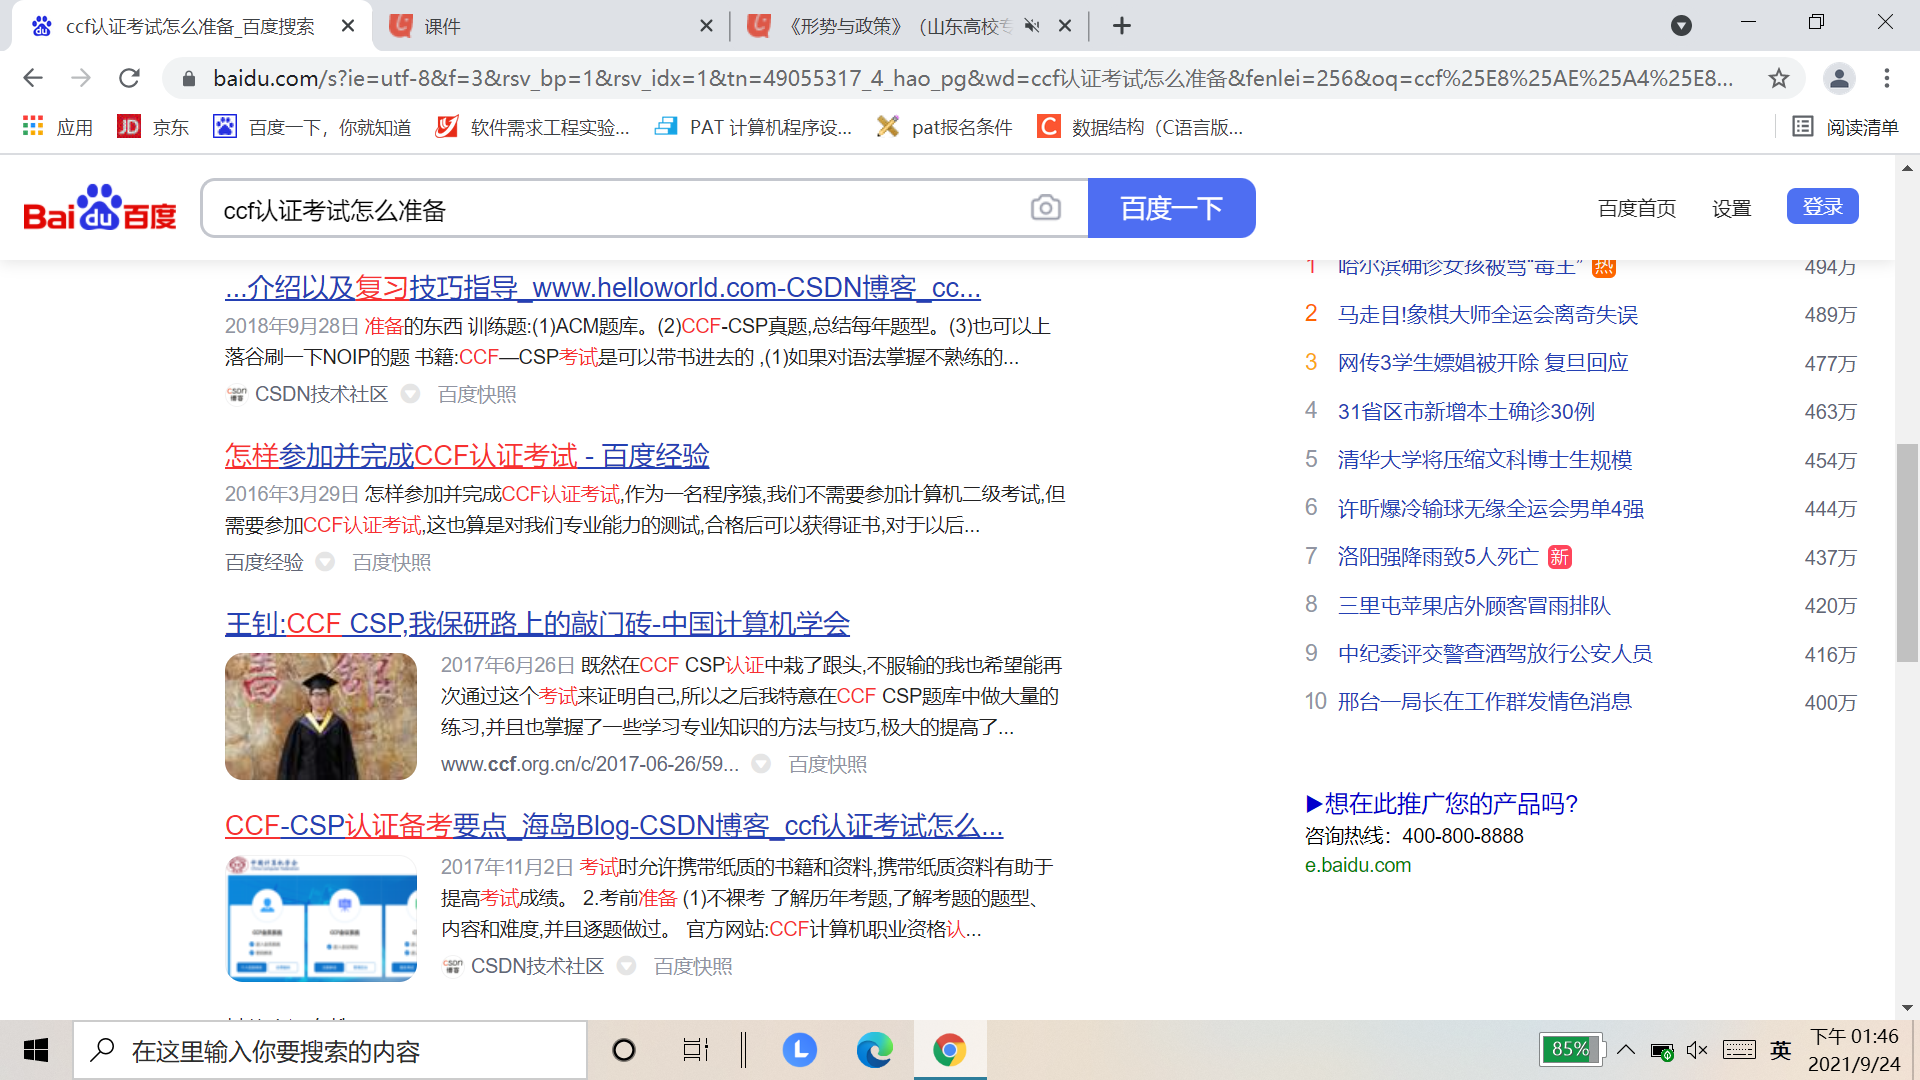 ccf认证考试怎么准备_百度搜索
课件
《形势与政策》（山东高校专
baidu.com/s?ie=utf-8&f=3&rsv_bp=1&rsv_idx=1&tn=49055317_4_hao_pg&wd=ccf认证考试怎么准备&fenlei=256&oq=ccf%25E8%25AE%25A4%25E8...
应用
京东
百度一下，你就知道
软件需求工程实验...
PAT 计算机程序设...
pat报名条件
数据结构（C语言版...
阅读清单
Bai du 百度
ccf认证考试怎么准备
百度一下
百度首页
设置
登录
...介绍以及复习技巧指导_www.helloworld.com-CSDN博客_cc...
2018年9月28日 准备的东西 训练题:(1)ACM题库。(2)CCF-CSP真题,总结每年题型。(3)也可以上
落谷刷一下NOIP的题 书籍:CCF—CSP考试是可以带书进去的 ,(1)如果对语法掌握不熟练的...
CSDN技术社区 百度快照
怎样参加并完成CCF认证考试 - 百度经验
2016年3月29日 怎样参加并完成CCF认证考试,作为一名程序猿,我们不需要参加计算机二级考试,但
需要参加CCF认证考试,这也算是对我们专业能力的测试,合格后可以获得证书,对于以后...
百度经验 百度快照
王钊:CCF CSP,我保研路上的敲门砖-中国计算机学会
2017年6月26日 既然在CCF CSP认证中栽了跟头,不服输的我也希望能再
次通过这个考试来证明自己,所以之后我特意在CCF CSP题库中做大量的
练习,并且也掌握了一些学习专业知识的方法与技巧,极大的提高了...
www.ccf.org.cn/c/2017-06-26/59... 百度快照
CCF-CSP认证备考要点_海岛Blog-CSDN博客_ccf认证考试怎么...
2017年11月2日 考试时允许携带纸质的书籍和资料,携带纸质资料有助于
提高考试成绩。 2.考前准备 (1)不裸考 了解历年考题,了解考题的题型、
内容和难度,并且逐题做过。 官方网站:CCF计算机职业资格认...
CSDN技术社区 百度快照
1 哈尔滨确诊女孩被骂“毒王” 热 494万
2 马走目!象棋大师全运会离奇失误 489万
3 网传3学生嫖娼被开除 复旦回应 477万
4 31省区市新增本土确诊30例 463万
5 清华大学将压缩文科博士生规模 454万
6 许昕爆冷输球无缘全运会男单4强 444万
7 洛阳强降雨致5人死亡 新 437万
8 三里屯苹果店外顾客冒雨排队 420万
9 中纪委评交警查酒驾放行公安人员 416万
10 邢台一局长在工作群发情色消息 400万
▶想在此推广您的产品吗?
咨询热线：400-800-8888
e.baidu.com
在这里输入你要搜索的内容
85%
英
下午 01:46
2021/9/24